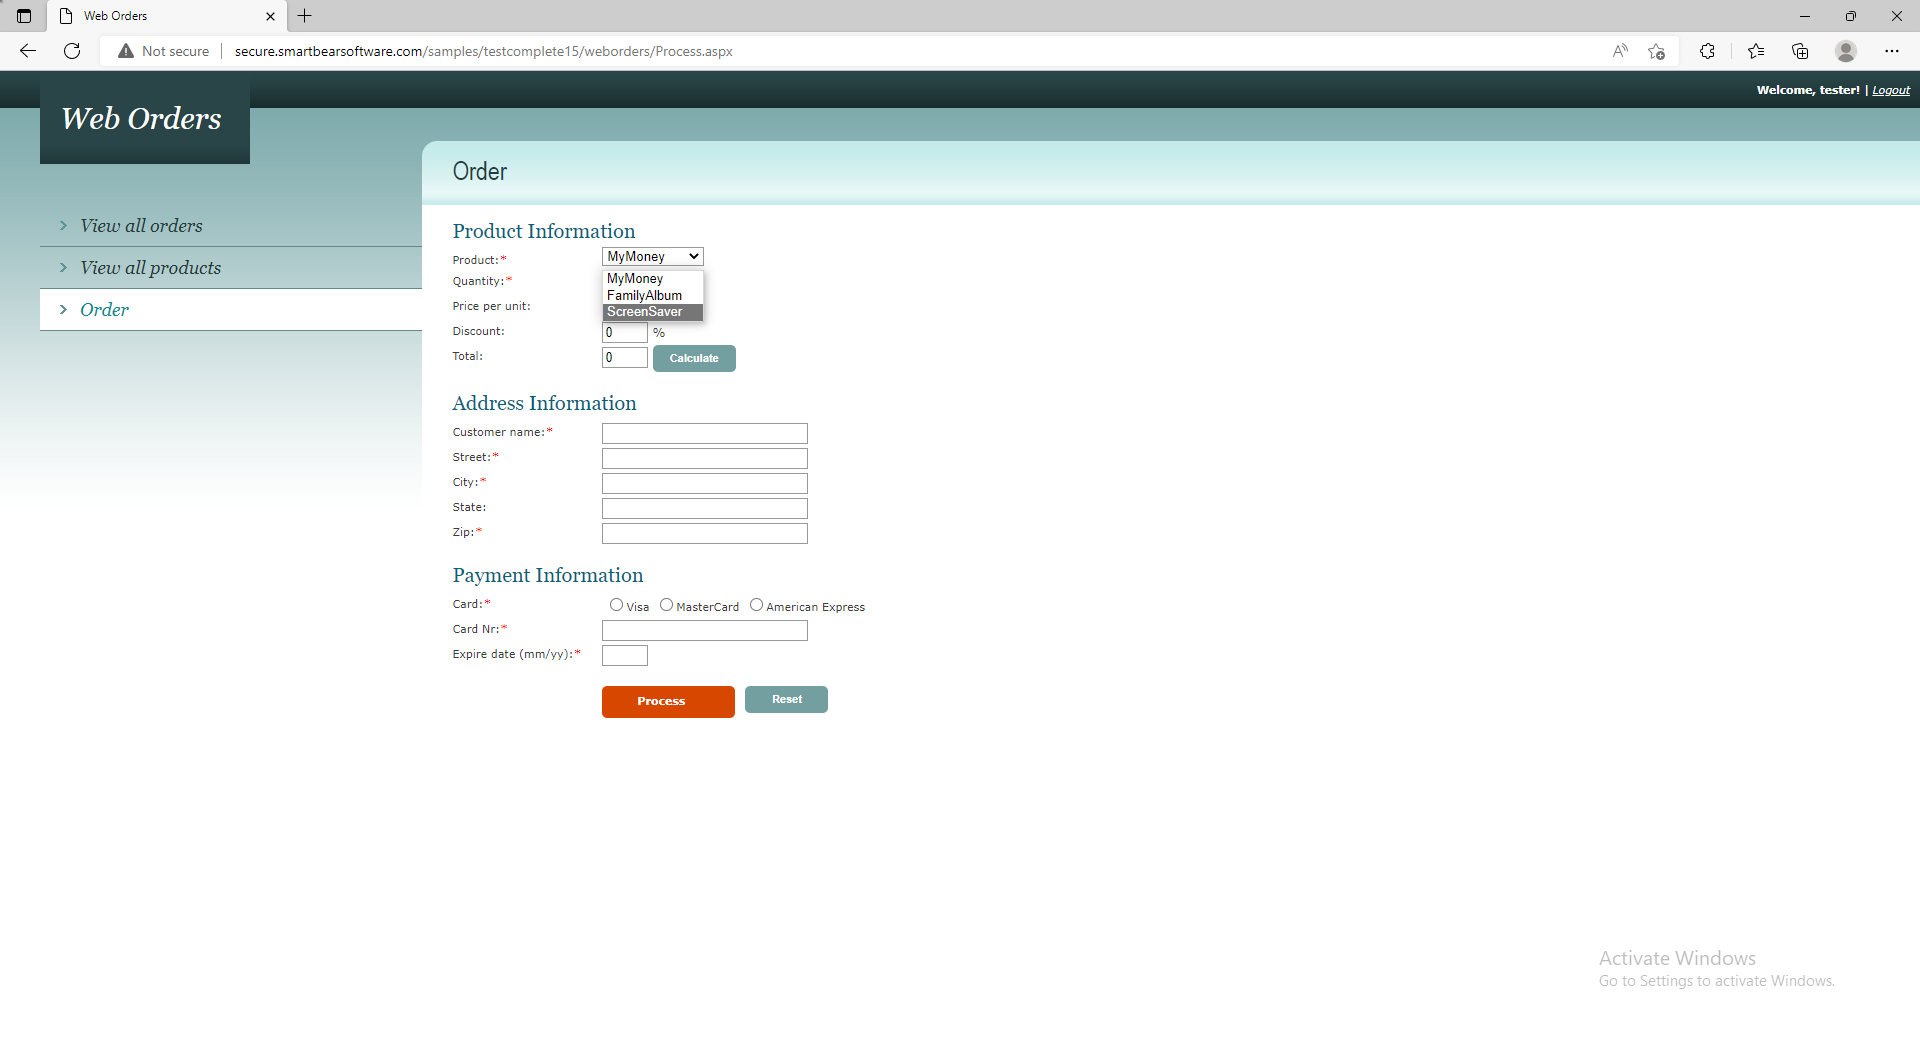 Web Orders
Not secure
secure.smartbearsoftware.com/samples/testcomplete15/weborders/Process.aspx
Welcome, tester! | Logout
Web Orders
Order
View all orders
View all products
Order
Product Information
Product:* MyMoney
MyMoney
FamilyAlbum
ScreenSaver
Quantity:*
Price per unit:
Discount: 0 %
Total: 0 Calculate
Address Information
Customer name:*
Street:*
City:*
State:
Zip:*
Payment Information
Card:* Visa MasterCard American Express
Card Nr:*
Expire date (mm/yy):*
Process Reset
Activate Windows
Go to Settings to activate Windows.